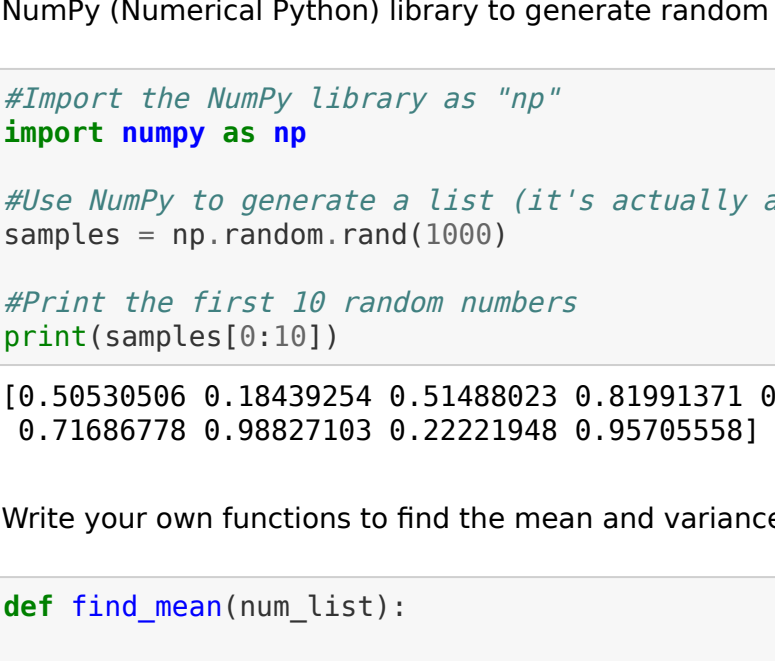 NumPy (Numerical Python) library to generate random
#Import the NumPy library as "np"
import numpy as np
#Use NumPy to generate a list (it's actually a
samples = np.random.rand(1000)
#Print the first 10 random numbers
print(samples[0:10])
[0.50530506 0.18439254 0.51488023 0.81991371 0
0.71686778 0.98827103 0.22221948 0.95705558]
Write your own functions to find the mean and variance
def find_mean(num_list):